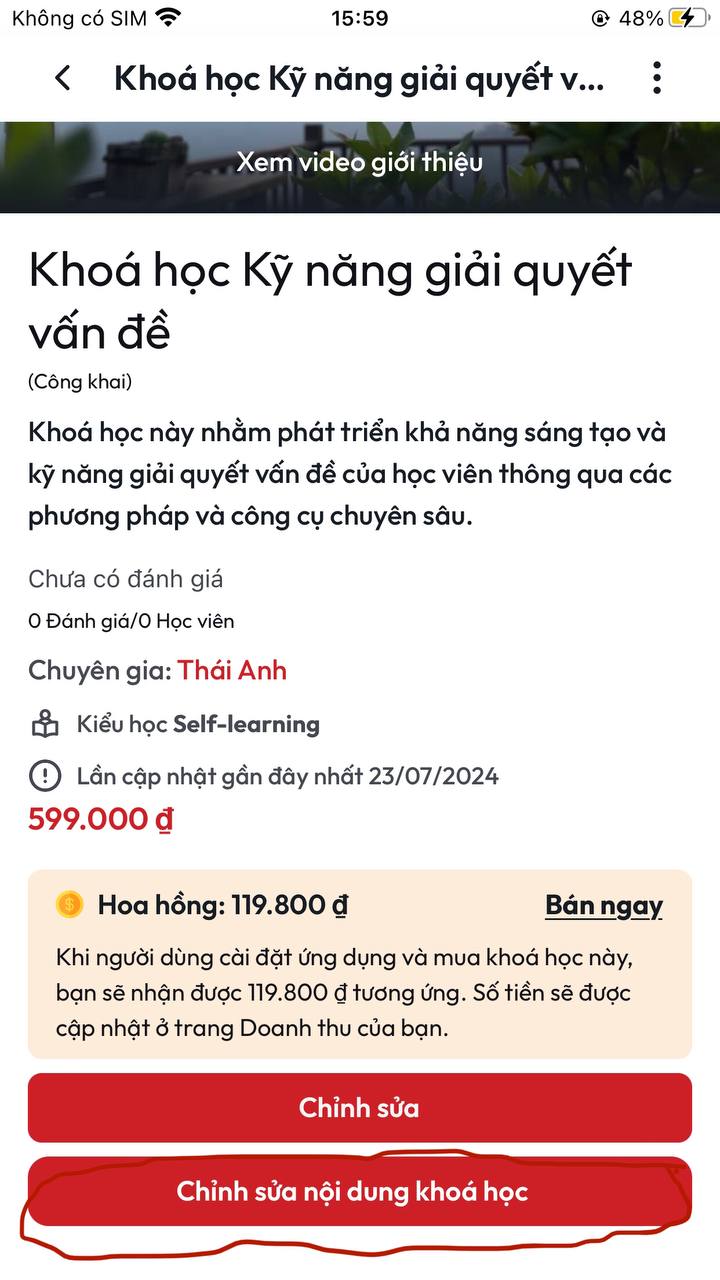 Không có SIM 15:59 48%
Khoá học Kỹ năng giải quyết v...
Xem video giới thiệu
Khoá học Kỹ năng giải quyết
vấn đề
(Công khai)
Khoá học này nhằm phát triển khả năng sáng tạo và
kỹ năng giải quyết vấn đề của học viên thông qua các
phương pháp và công cụ chuyên sâu.
Chưa có đánh giá
0 Đánh giá/0 Học viên
Chuyên gia: Thái Anh
Kiểu học Self-learning
Lần cập nhật gần đây nhất 23/07/2024
599.000 ₫
Hoa hồng: 119.800 ₫ Bán ngay
Khi người dùng cài đặt ứng dụng và mua khoá học này,
bạn sẽ nhận được 119.800 ₫ tương ứng. Số tiền sẽ được
cập nhật ở trang Doanh thu của bạn.
Chỉnh sửa
Chỉnh sửa nội dung khoá học